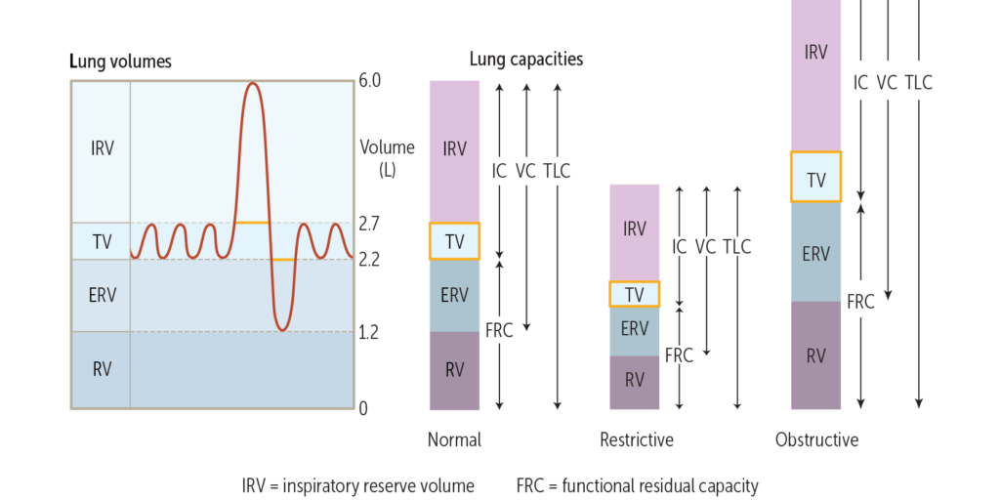 Lung volumes
IRV
TV
ERV
RV
6.0
Volume
(L)
2.7
2.2
1.2
0
Lung capacities
IRV
TV
ERV
RV
IC VC TLC
FRC
Normal
IRV
TV
ERV
RV
IC VC TLC
FRC
Restrictive
IRV
TV
ERV
RV
IC VC TLC
FRC
Obstructive
IRV = inspiratory reserve volume
FRC = functional residual capacity